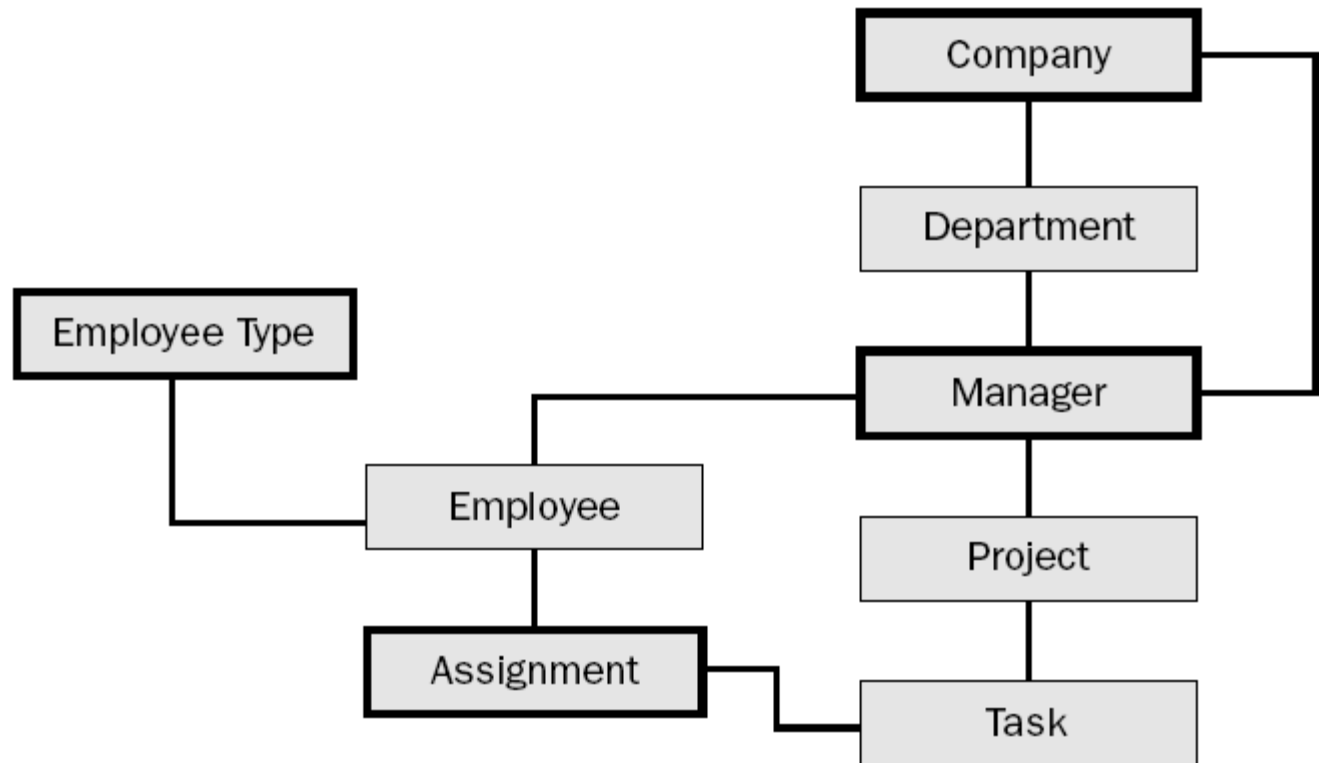 Company
Department
Employee Type
Manager
Employee
Project
Assignment
Task